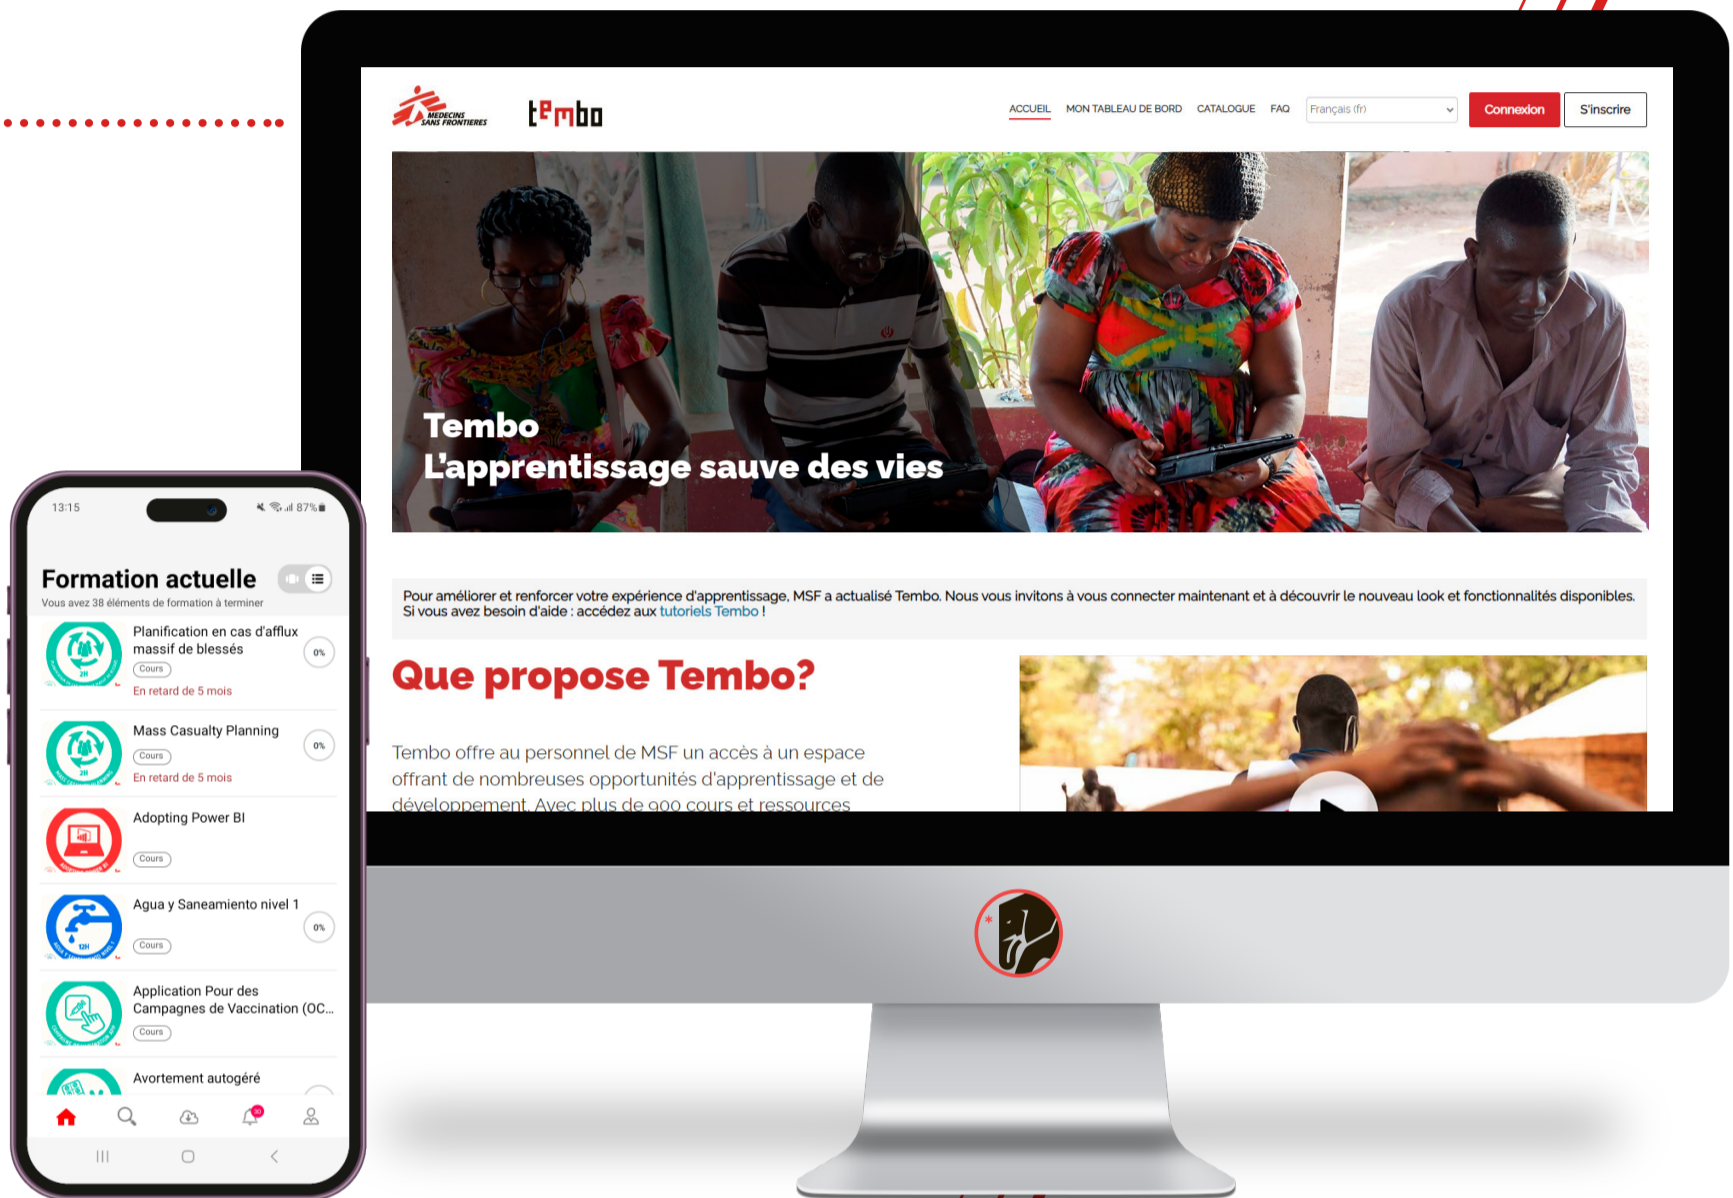 MEDECINS
SANS FRONTIERES
tembo
ACCUEIL
MON TABLEAU DE BORD
CATALOGUE
FAQ
Français (fr)
Connexion
S'inscrire
Tembo
L'apprentissage sauve des vies
Pour améliorer et renforcer votre expérience d'apprentissage, MSF a actualisé Tembo. Nous vous invitons à vous connecter maintenant et à découvrir le nouveau look et fonctionnalités disponibles.
Si vous avez besoin d'aide : accédez aux tutoriels Tembo !
Que propose Tembo?
Tembo offre au personnel de MSF un accès à un espace
offrant de nombreuses opportunités d'apprentissage et de
développement. Avec plus de 900 cours et ressources
13:15
87%
Formation actuelle
Vous avez 38 éléments de formation à terminer
2H
Planification en cas d'afflux
massif de blessés
Cours
En retard de 5 mois
0%
2H
Mass Casualty Planning
Cours
En retard de 5 mois
0%
Adopting Power BI
Cours
12H
Agua y Saneamiento nivel 1
Cours
0%
Application Pour des
Campagnes de Vaccination (OC...
Cours
Avortement autogéré
30